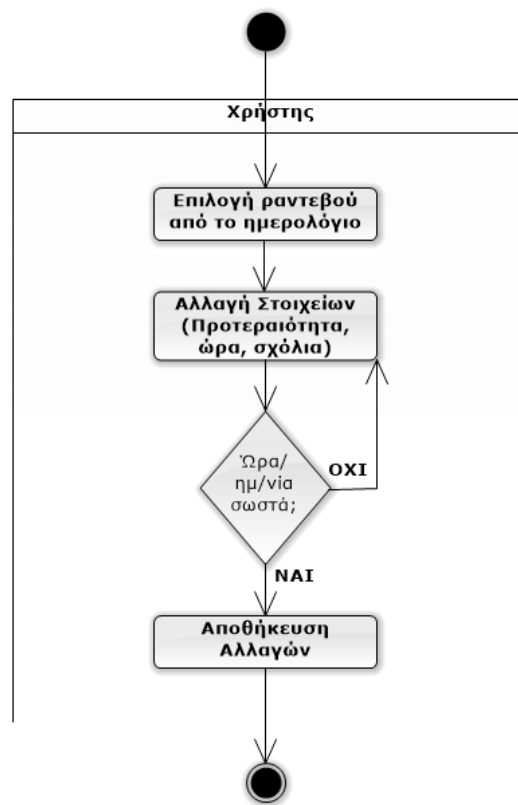 Χρήστης
Επιλογή ραντεβού
από το ημερολόγιο
Αλλαγή Στοιχείων
(Προτεραιότητα,
ώρα, σχόλια)
Ώρα/
ημ/νία
σωστά;
ΟΧΙ
ΝΑΙ
Αποθήκευση
Αλλαγών